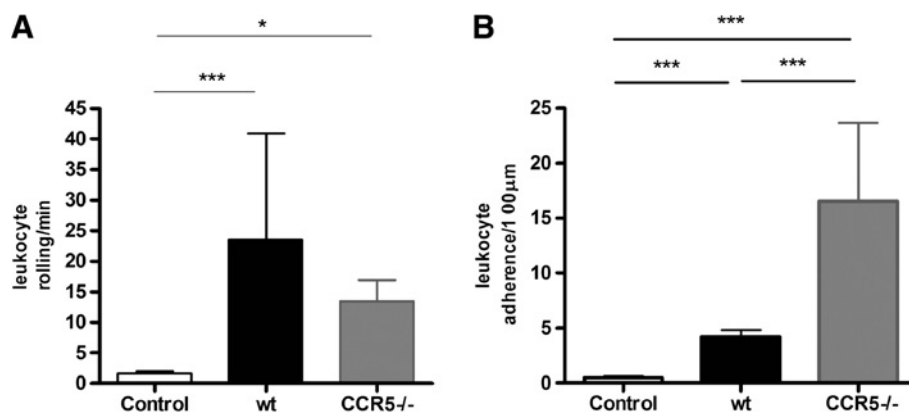 A
*
***
45
40
35
30
25
20
15
10
5
0
leukocyte
rolling/min
Control wt CCR5-/-
B
***
*** ***
25
20
15
10
5
0
leukocyte
adherence/1 00µm
Control wt CCR5-/-